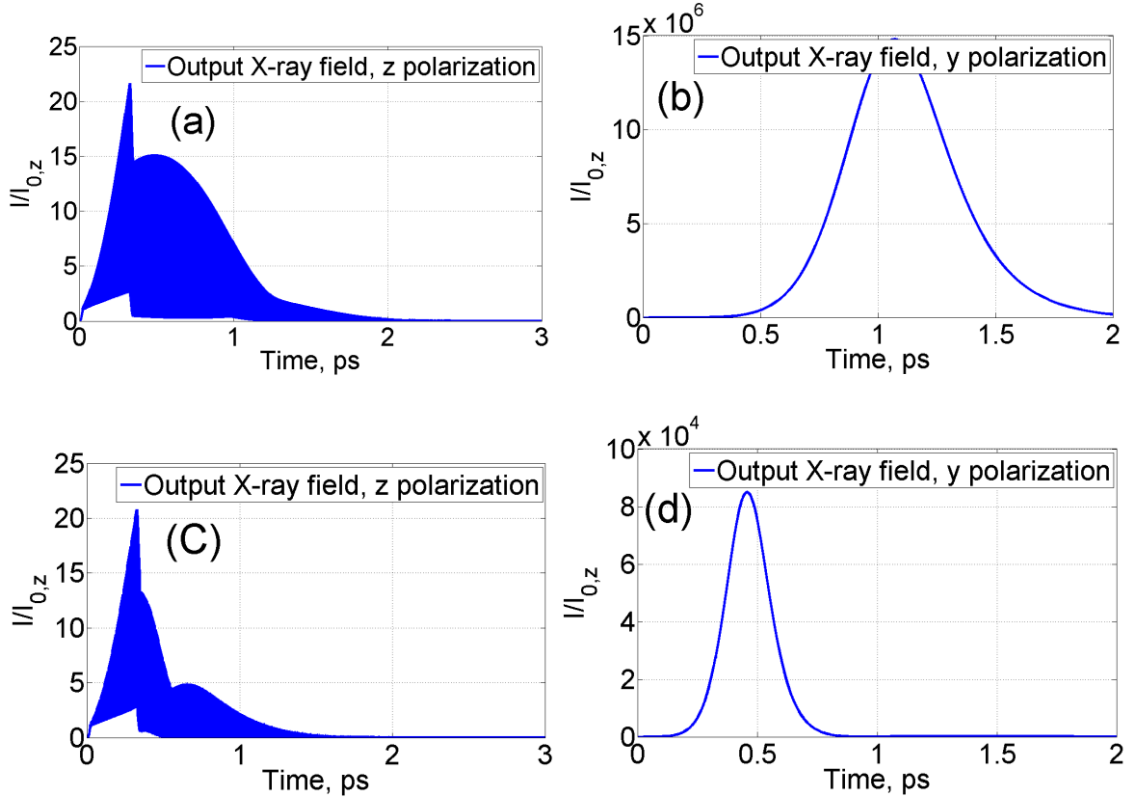 25
20
15
10
5
0
I/I0,z
Output X-ray field, z polarization
(a)
0
1
2
3
Time, ps
x 10^6
15
10
5
0
I/I0,z
Output X-ray field, y polarization
(b)
0
0.5
1
1.5
2
Time, ps
25
20
15
10
5
0
I/I0,z
Output X-ray field, z polarization
(C)
0
1
2
3
Time, ps
x 10^4
10
8
6
4
2
0
I/I0,z
Output X-ray field, y polarization
(d)
0
0.5
1
1.5
2
Time, ps